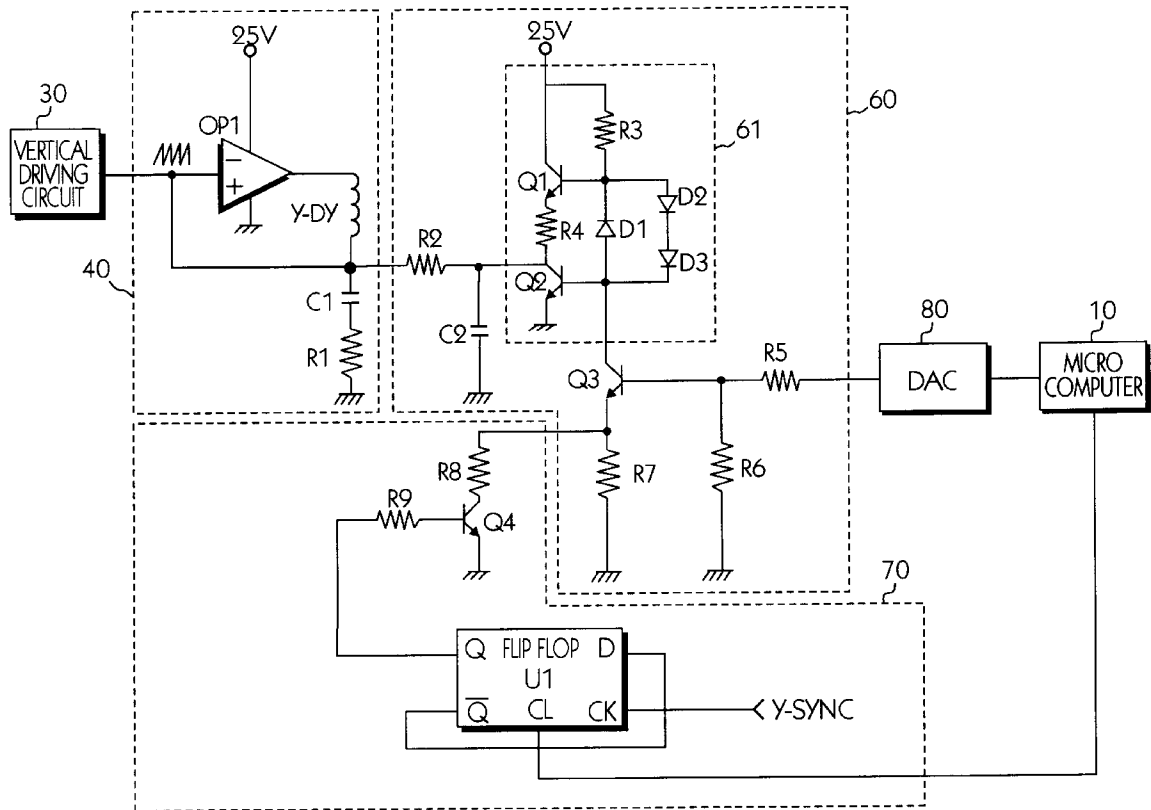 25V
25V
30
60
OP1
61
R3
VERTICAL
DRIVING
CIRCUIT
−
+
Q1
D2
Y-DY
R4
D1
R2
D3
40
Q2
C1
C2
80
10
R1
R5
Q3
DAC
MICRO
COMPUTER
R8
R7
R6
R9
Q4
70
Q FLIP FLOP D
U1
Q̅ CL CK
Y-SYNC